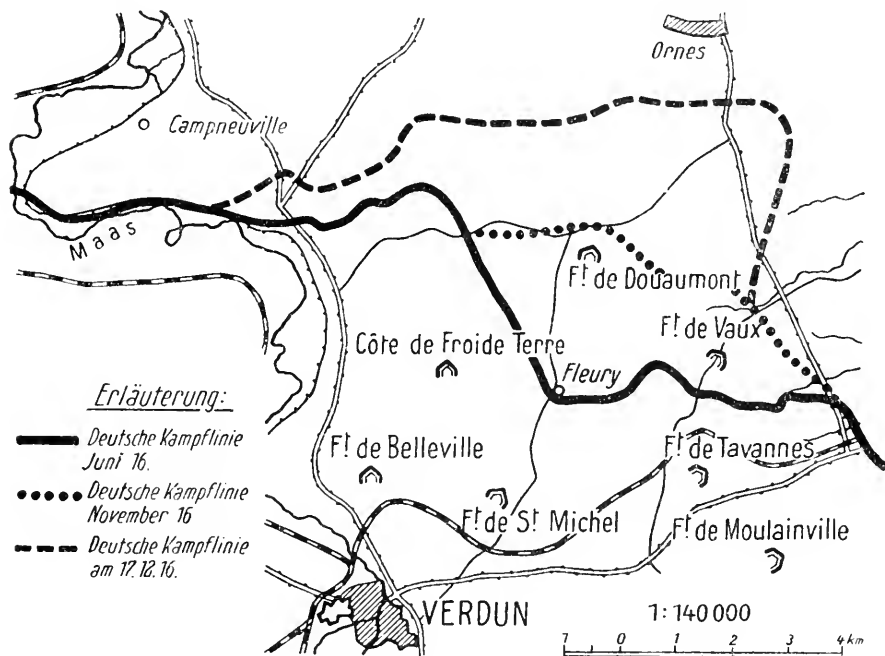 Ornes
Campneuville
Maas
Ft de Douaumont
Ft de Vaux
Côte de Froide Terre
Fleury
Erläuterung:
Deutsche Kampflinie
Juni 16.
Deutsche Kampflinie
November 16
Deutsche Kampflinie
am 17.12.16.
Ft de Belleville
Ft de Tavannes
Ft de St Michel
Ft de Moulainville
VERDUN
1:140 000
1 0 1 2 3 4 km